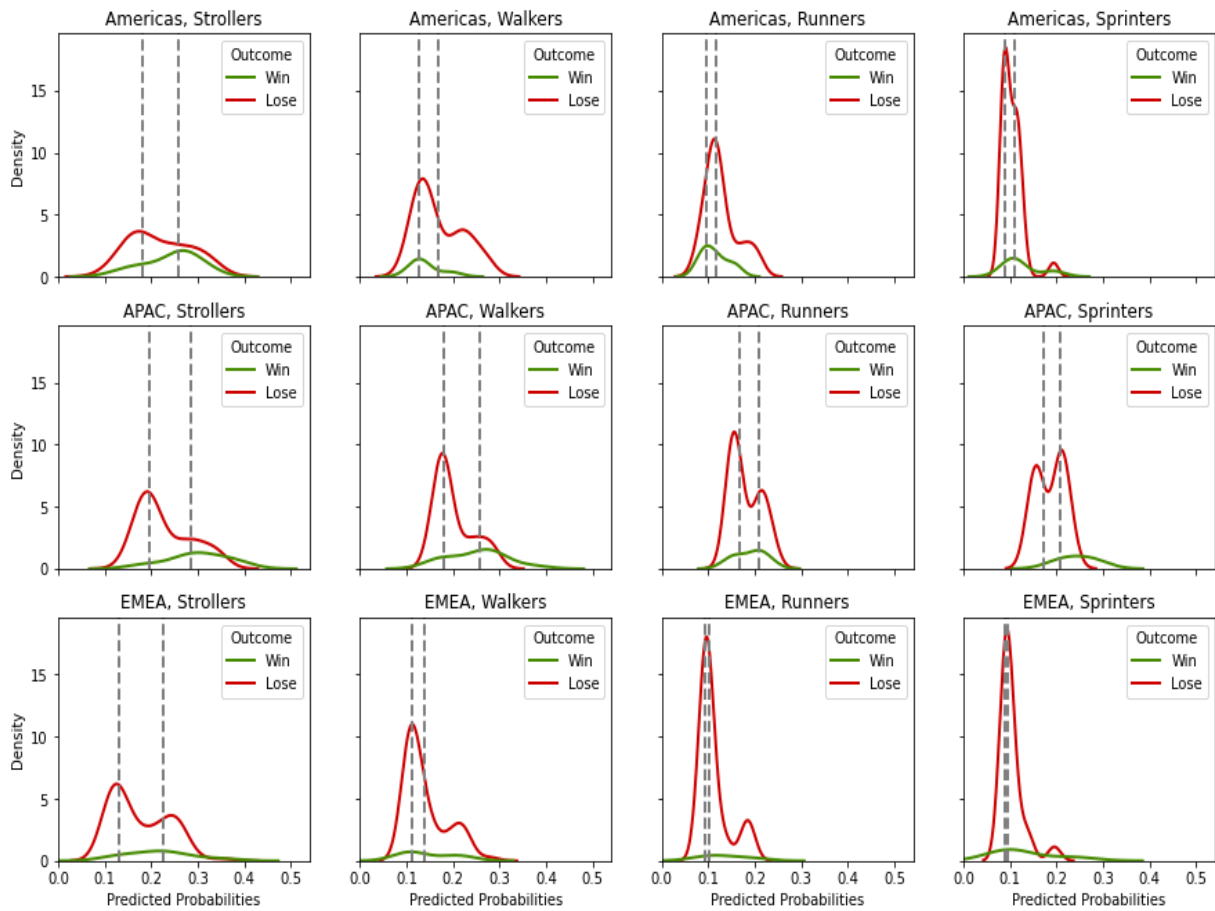 Americas, Strollers
Americas, Walkers
Americas, Runners
Americas, Sprinters
Outcome
Win
Lose
Outcome
Win
Lose
Outcome
Win
Lose
Outcome
Win
Lose
15
10
5
0
Density
APAC, Strollers
APAC, Walkers
APAC, Runners
APAC, Sprinters
Outcome
Win
Lose
Outcome
Win
Lose
Outcome
Win
Lose
Outcome
Win
Lose
15
10
5
0
Density
EMEA, Strollers
EMEA, Walkers
EMEA, Runners
EMEA, Sprinters
Outcome
Win
Lose
Outcome
Win
Lose
Outcome
Win
Lose
Outcome
Win
Lose
15
10
5
0
Density
0.0 0.1 0.2 0.3 0.4 0.5
0.0 0.1 0.2 0.3 0.4 0.5
0.0 0.1 0.2 0.3 0.4 0.5
0.0 0.1 0.2 0.3 0.4 0.5
Predicted Probabilities
Predicted Probabilities
Predicted Probabilities
Predicted Probabilities